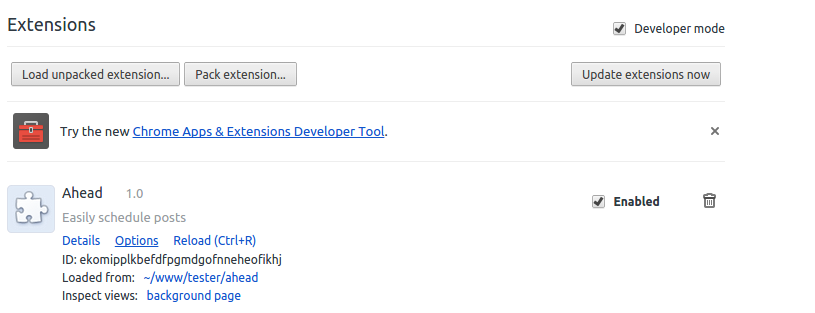 Extensions
Developer mode
Load unpacked extension... Pack extension... Update extensions now
Try the new Chrome Apps & Extensions Developer Tool.
Ahead 1.0
Enabled
Easily schedule posts
Details Options Reload (Ctrl+R)
ID: ekomipplkbefdfpgmdgofnneheofikhj
Loaded from: ~/www/tester/ahead
Inspect views: background page